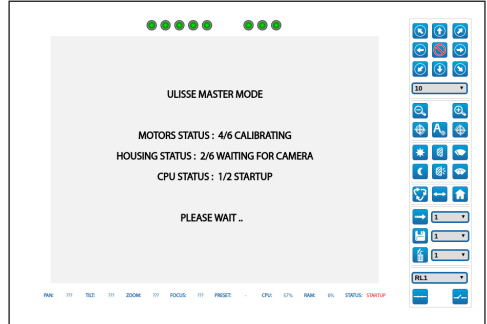 ULISSE MASTER MODE
MOTORS STATUS : 4/6 CALIBRATING
HOUSING STATUS : 2/6 WAITING FOR CAMERA
CPU STATUS : 1/2 STARTUP
PLEASE WAIT ..
10
A
1
1
1
RL1
PAN: ??? TILT: ??? ZOOM: ??? FOCUS: ??? PRESET: - CPU: 67% RAM: 8% STATUS: STARTUP